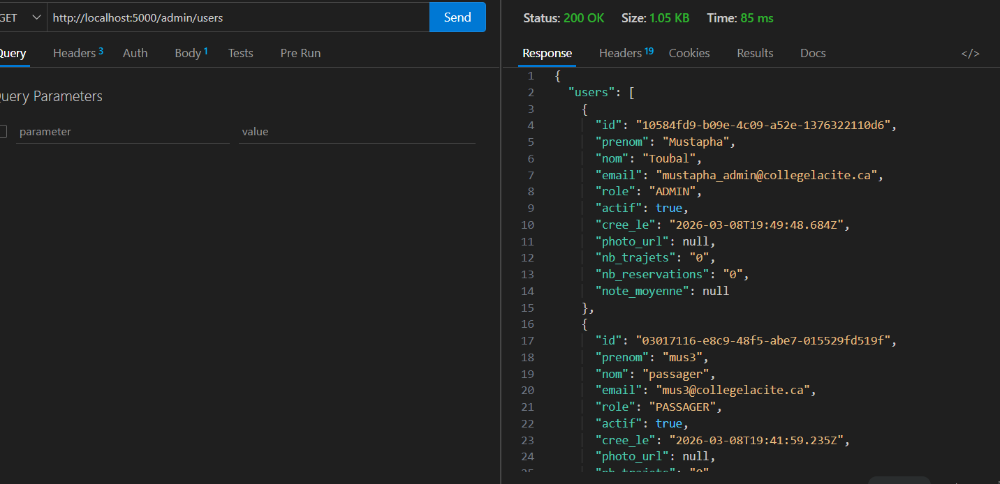 GET http://localhost:5000/admin/users Send
Query Headers 3 Auth Body 1 Tests Pre Run
Query Parameters
parameter value
Status: 200 OK Size: 1.05 KB Time: 85 ms
Response Headers 19 Cookies Results Docs </>
1 {
2 "users": [
3 {
4 "id": "10584fd9-b09e-4c09-a52e-1376322110d6",
5 "prenom": "Mustapha",
6 "nom": "Toubal",
7 "email": "mustapha_admin@collegelacite.ca",
8 "role": "ADMIN",
9 "actif": true,
10 "cree_le": "2026-03-08T19:49:48.684Z",
11 "photo_url": null,
12 "nb_trajets": "0",
13 "nb_reservations": "0",
14 "note_moyenne": null
15 },
16 {
17 "id": "03017116-e8c9-48f5-abe7-015529fd519f",
18 "prenom": "mus3",
19 "nom": "passager",
20 "email": "mus3@collegelacite.ca",
21 "role": "PASSAGER",
22 "actif": true,
23 "cree_le": "2026-03-08T19:41:59.235Z",
24 "photo_url": null,
25 "nb_trajets": "0"